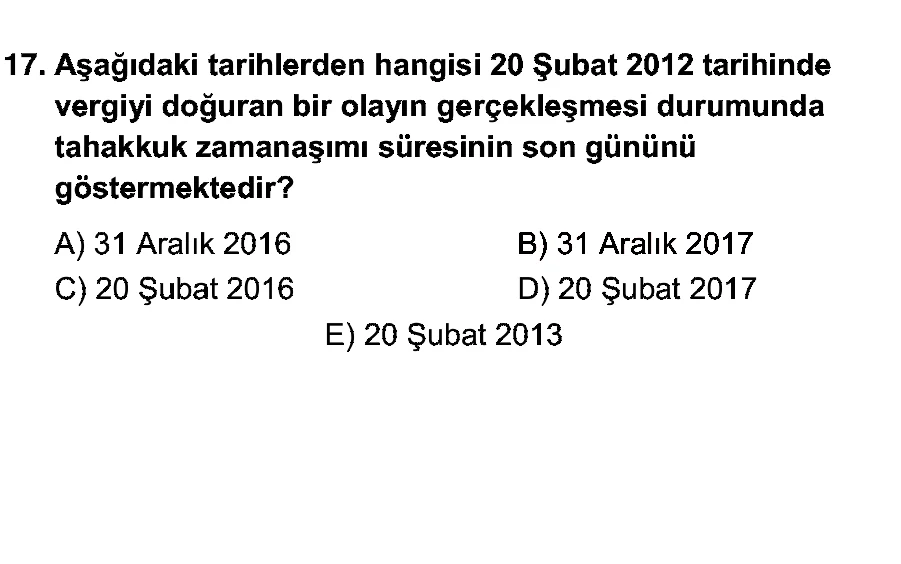 17. Aşağıdaki tarihlerden hangisi 20 Şubat 2012 tarihinde
vergiyi doğuran bir olayın gerçekleşmesi durumunda
tahakkuk zamanaşımı süresinin son gününü
göstermektedir?
A) 31 Aralık 2016 B) 31 Aralık 2017
C) 20 Şubat 2016 D) 20 Şubat 2017
E) 20 Şubat 2013